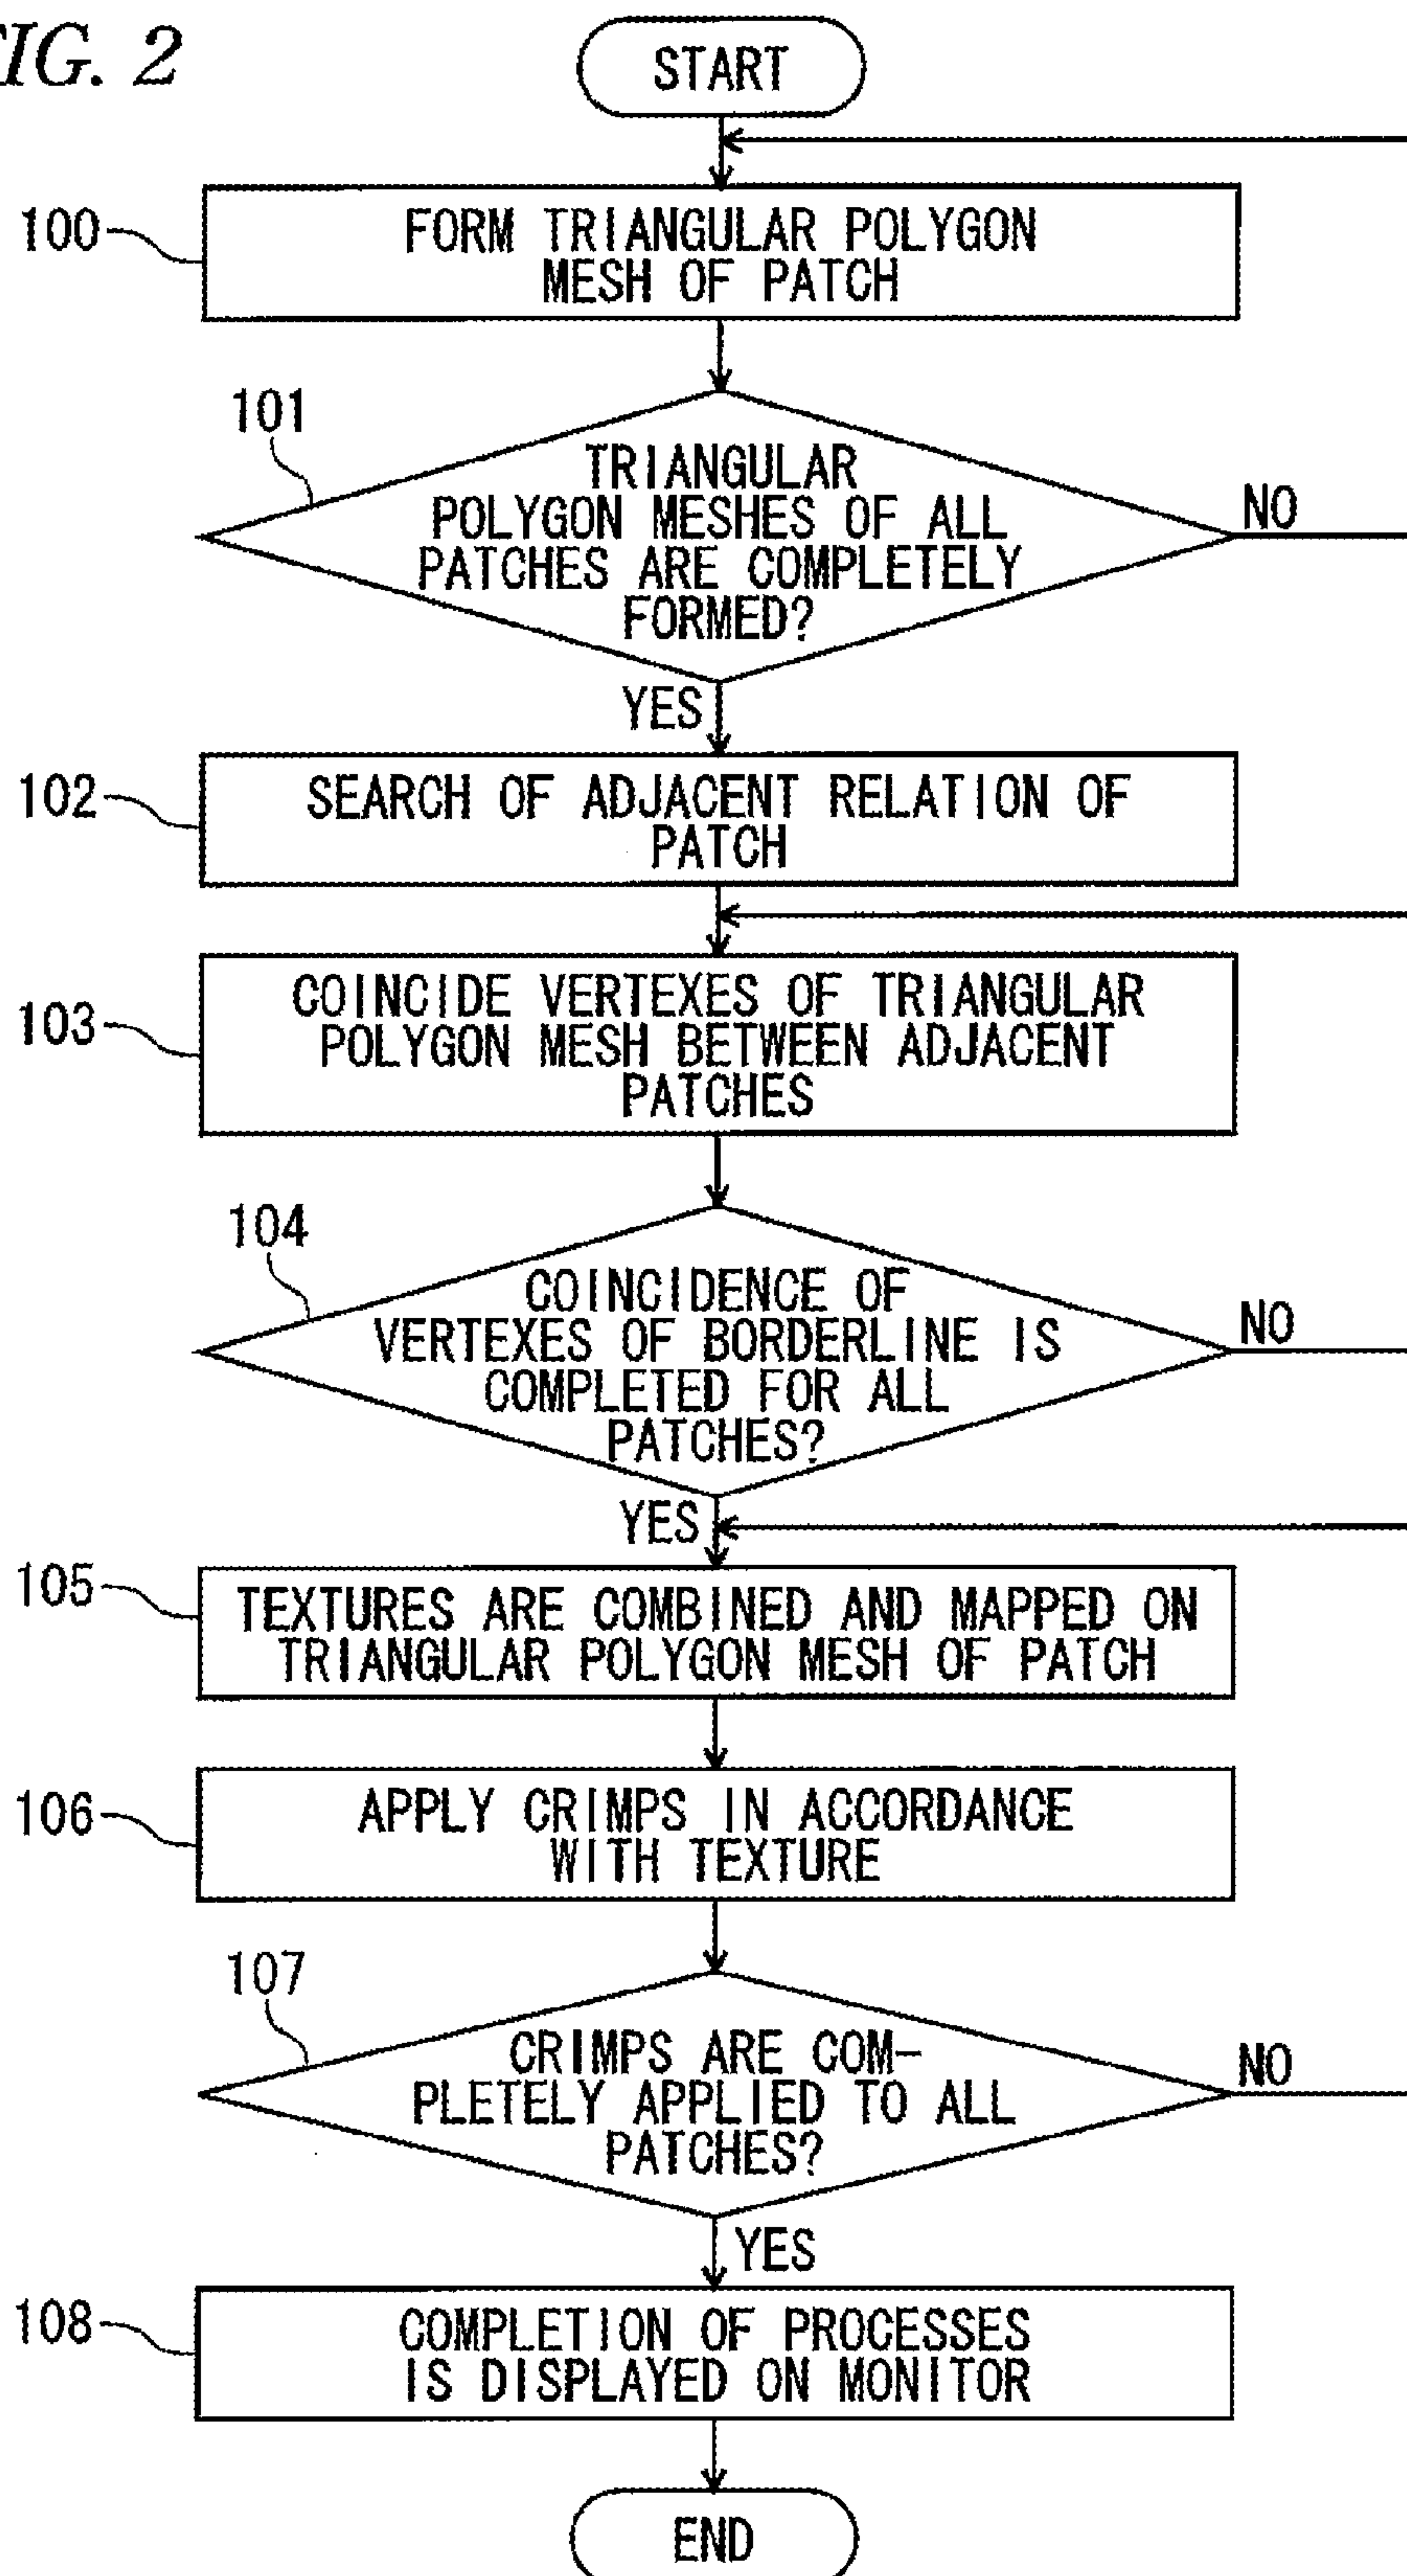 FIG. 2
START
100
FORM TRIANGULAR POLYGON
MESH OF PATCH
101
TRIANGULAR
POLYGON MESHES OF ALL
PATCHES ARE COMPLETELY
FORMED?
NO
YES
102
SEARCH OF ADJACENT RELATION OF
PATCH
103
COINCIDE VERTEXES OF TRIANGULAR
POLYGON MESH BETWEEN ADJACENT
PATCHES
104
COINCIDENCE OF
VERTEXES OF BORDERLINE IS
COMPLETED FOR ALL
PATCHES?
NO
YES
105
TEXTURES ARE COMBINED AND MAPPED ON
TRIANGULAR POLYGON MESH OF PATCH
106
APPLY CRIMPS IN ACCORDANCE
WITH TEXTURE
107
CRIMPS ARE COM-
PLETELY APPLIED TO ALL
PATCHES?
NO
YES
108
COMPLETION OF PROCESSES
IS DISPLAYED ON MONITOR
END